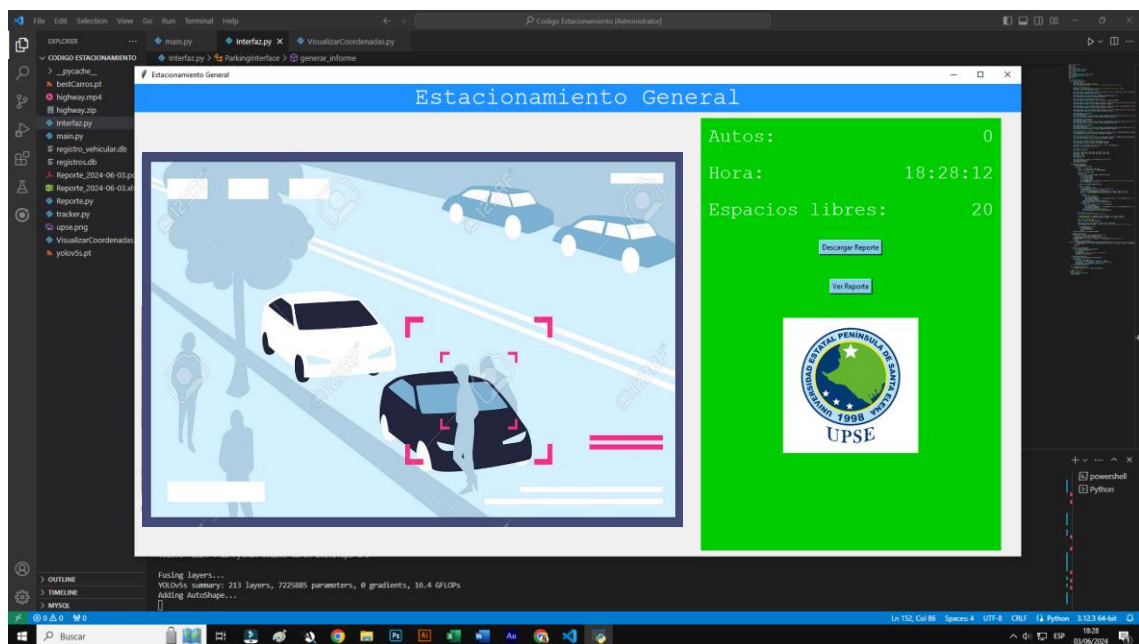 File Edit Selection View Go Run Terminal Help
Codigo Estacionamiento [Administrator]
EXPLORER
main.py
Interfaz.py
VisualizarCoordenadas.py
CODIGO ESTACIONAMIENTO
Interfaz.py > ParkingInterface > generar_informe
__pycache__
bestCarros.pt
highway.mp4
highway.zip
Interfaz.py
main.py
registro_vehicular.db
registros.db
Reporte_2024-06-03.pd
Reporte_2024-06-03.xl
Reporte.py
tracker.py
upse.png
VisualizarCoordenadas.
yolov5s.pt
Estacionamiento General
Estacionamiento General
Autos: 0
Hora: 18:28:12
Espacios libres: 20
Descargar Reporte
Ver Reporte
UNIVERSIDAD ESTATAL PENÍNSULA DE SANTA ELENA
1998
UPSE
123RF
powershell
Python
Fusing layers...
YOLOv5s summary: 213 layers, 7225885 parameters, 0 gradients, 16.4 GFLOPs
Adding AutoShape...
OUTLINE
TIMELINE
MYSQL
0 0 0
Ln 152, Col 86 Spaces: 4 UTF-8 CRLF Python 3.12.3 64-bit
Buscar
ESP
18:28
03/06/2024